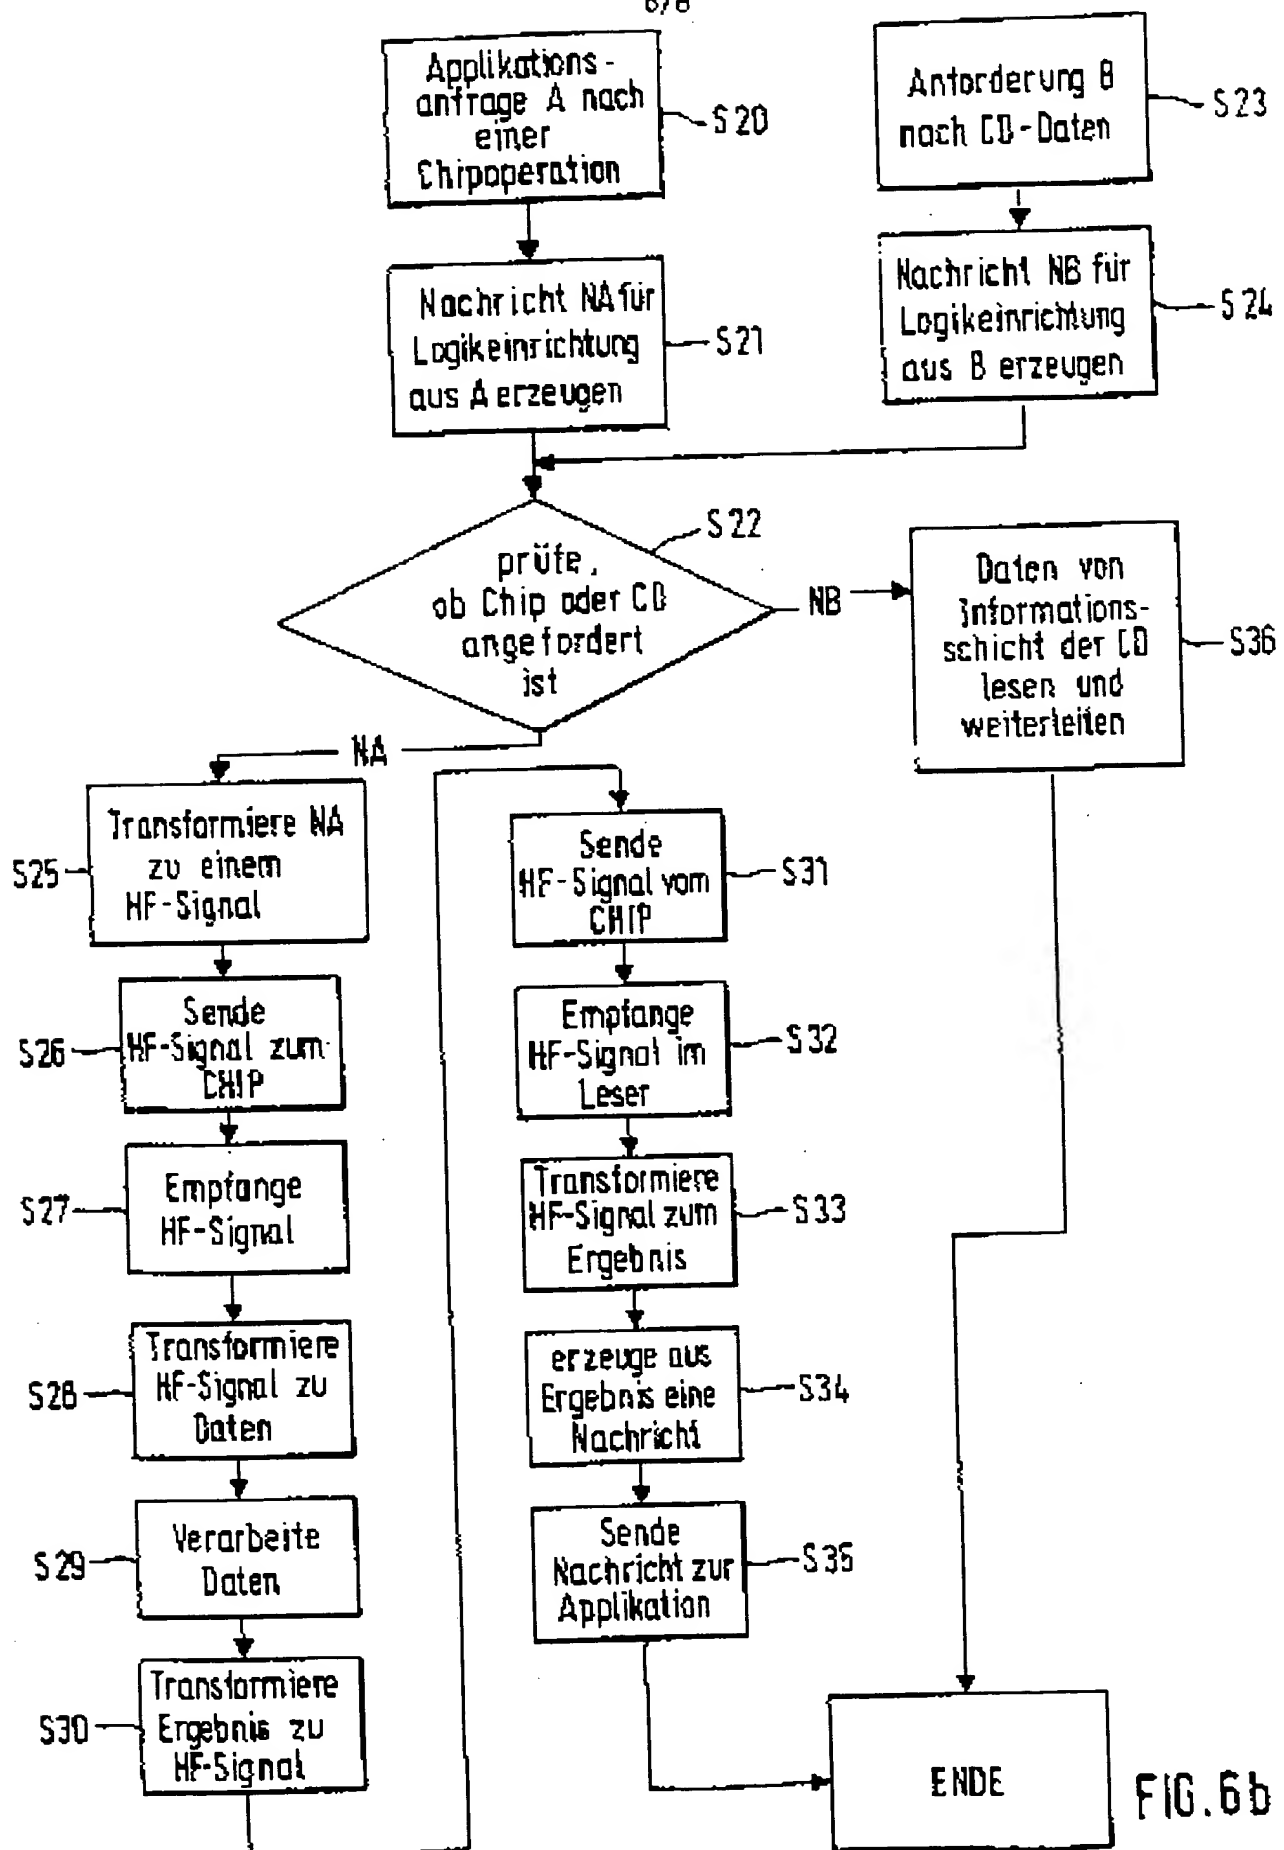 6/8
Applikations-
anfrage A nach
einer
Chipoperation
S20
Anforderung B
nach CD-Daten
S23
Nachricht NA für
Logikeinrichtung
aus A erzeugen
S21
Nachricht NB für
Logikeinrichtung
aus B erzeugen
S24
prüfe,
ob Chip oder CD
angefordert
ist
S22
NB
Daten von
Informations-
schicht der CD
lesen und
weiterleiten
S36
NA
Transformiere NA
zu einem
HF-Signal
S25
Sende
HF-Signal zum
CHIP
S26
Empfange
HF-Signal
S27
Transformiere
HF-Signal zu
Daten
S28
Verarbeite
Daten
S29
Transformiere
Ergebnis zu
HF-Signal
S30
Sende
HF-Signal vom
CHIP
S31
Empfange
HF-Signal im
Leser
S32
Transformiere
HF-Signal zum
Ergebnis
S33
erzeuge aus
Ergebnis eine
Nachricht
S34
Sende
Nachricht zur
Applikation
S35
ENDE
FIG.6b